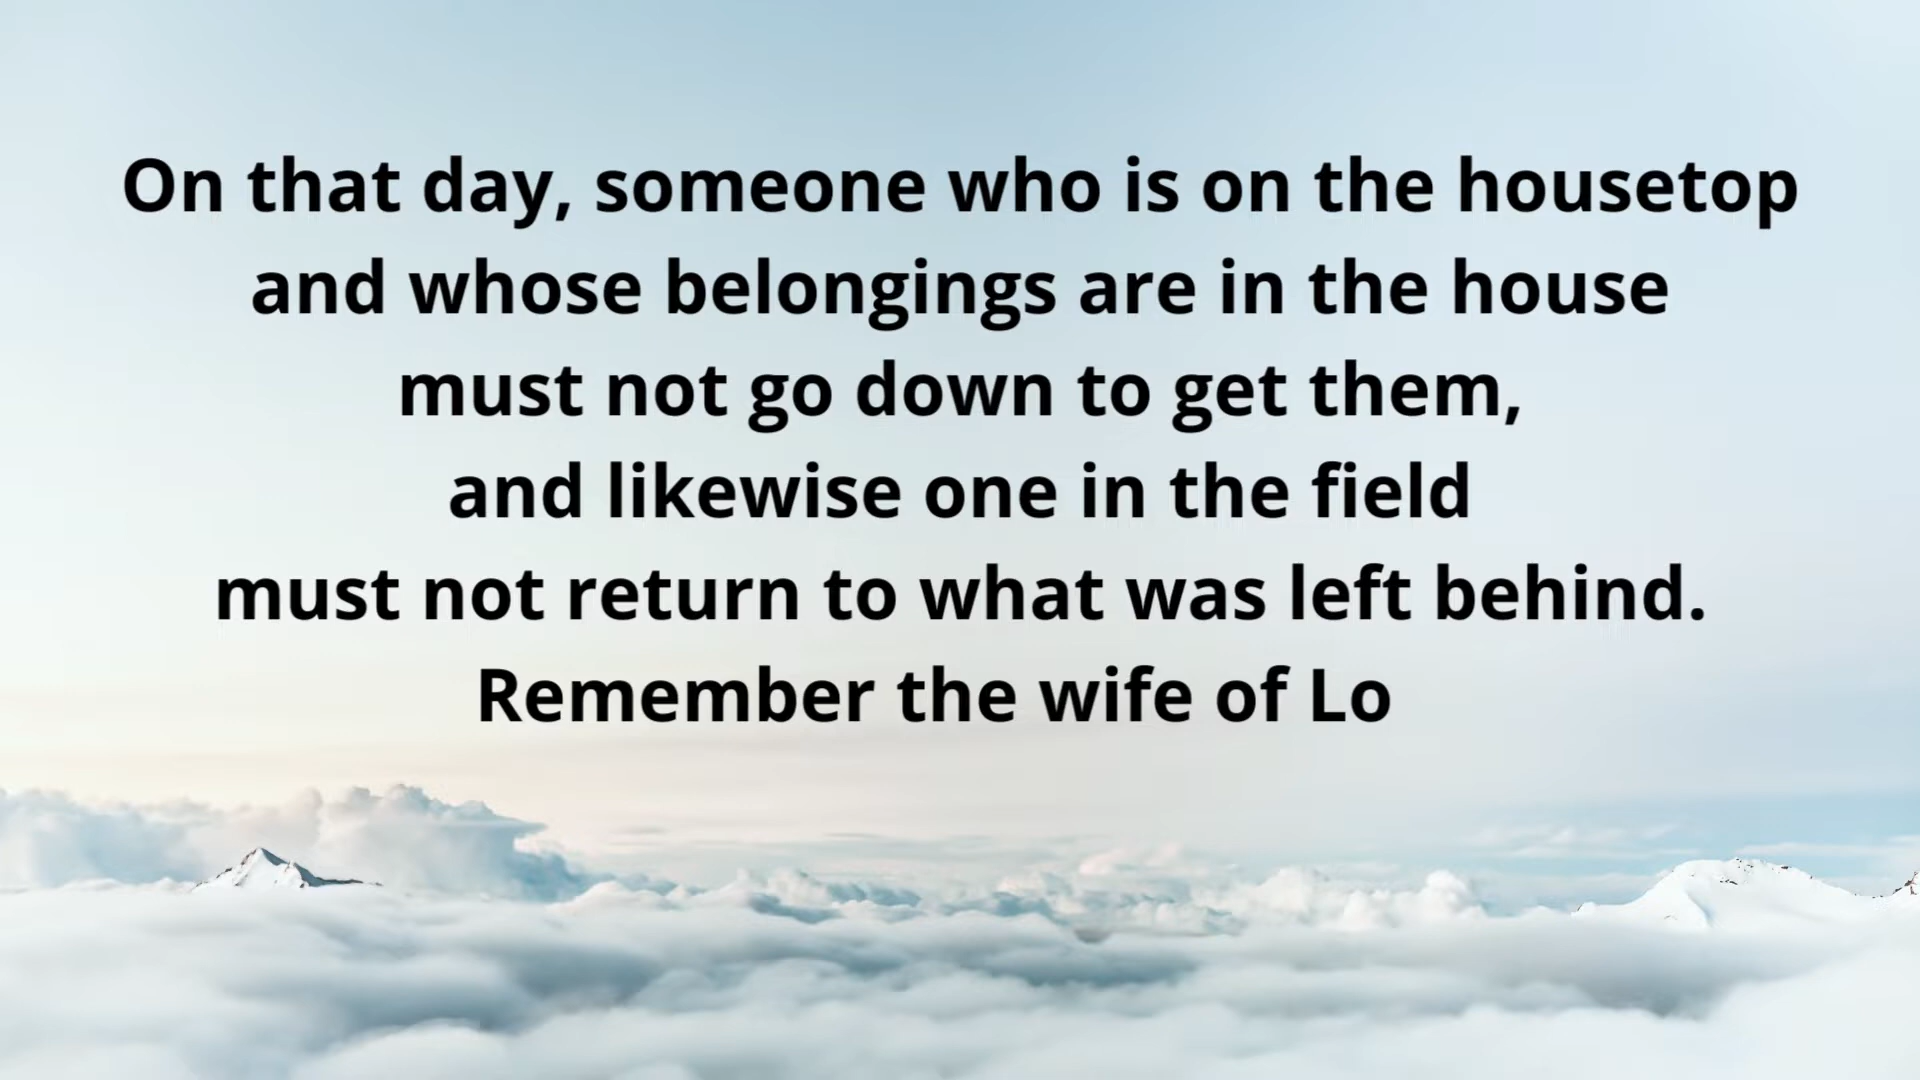 On that day, someone who is on the housetop
and whose belongings are in the house
must not go down to get them,
and likewise one in the field
must not return to what was left behind.
Remember the wife of Lo